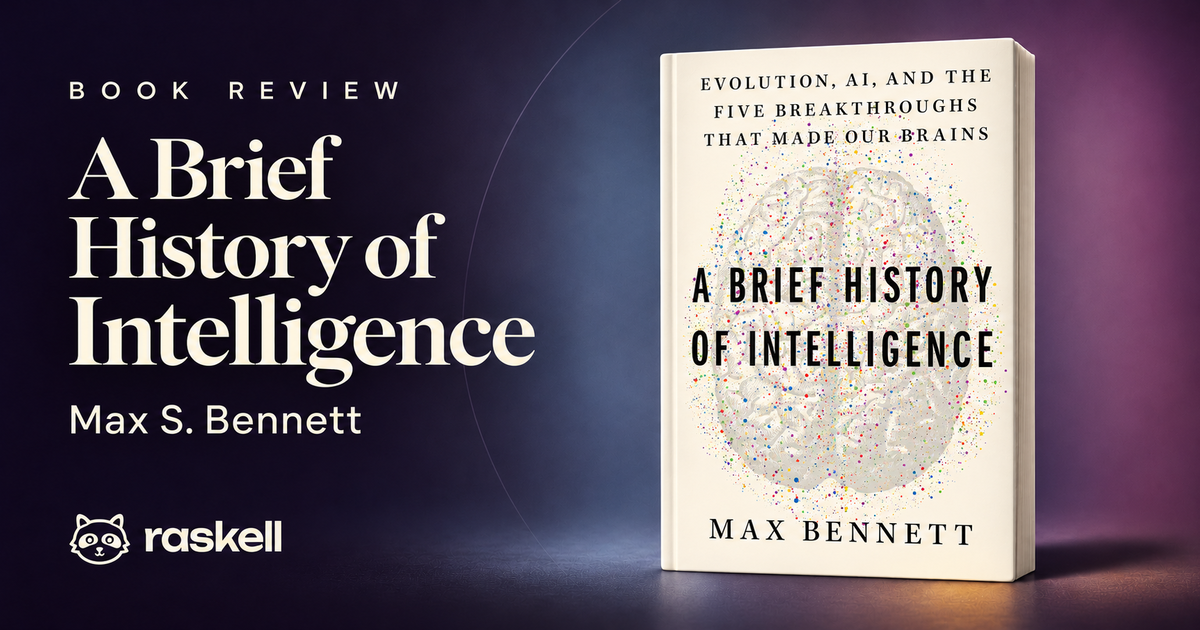 BOOK REVIEW
A Brief
History of
Intelligence
Max S. Bennett
raskell
EVOLUTION, AI, AND THE
FIVE BREAKTHROUGHS
THAT MADE OUR BRAINS
A BRIEF HISTORY
OF INTELLIGENCE
MAX BENNETT